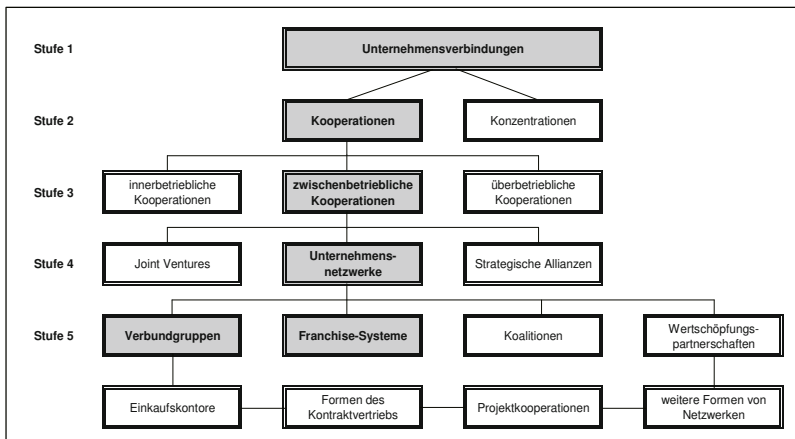 Stufe 1
Unternehmensverbindungen
Stufe 2
Kooperationen
Konzentrationen
Stufe 3
innerbetriebliche
Kooperationen
zwischenbetriebliche
Kooperationen
überbetriebliche
Kooperationen
Stufe 4
Joint Ventures
Unternehmens-
netzwerke
Strategische Allianzen
Stufe 5
Verbundgruppen
Franchise-Systeme
Koalitionen
Wertschöpfungs-
partnerschaften
Einkaufskontore
Formen des
Kontraktvertriebs
Projektkooperationen
weitere Formen von
Netzwerken